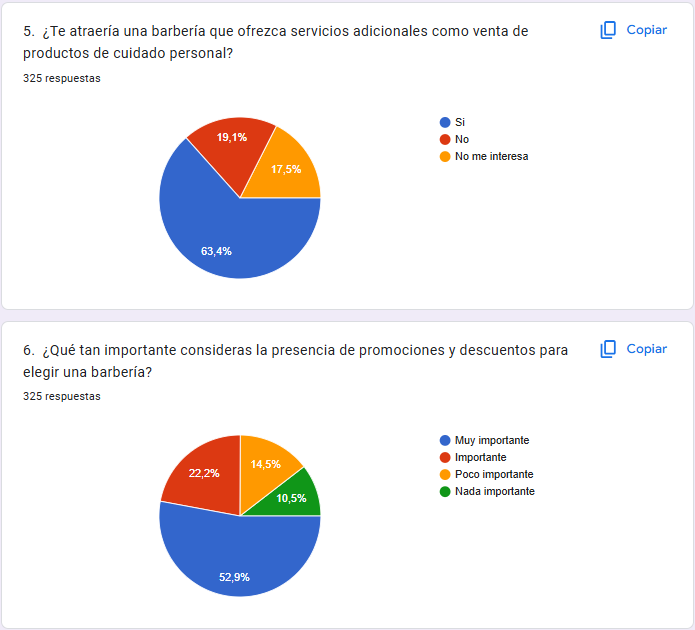 5. ¿Te atraería una barbería que ofrezca servicios adicionales como venta de
productos de cuidado personal?
Copiar
325 respuestas
19,1%
17,5%
63,4%
Si
No
No me interesa
6. ¿Qué tan importante consideras la presencia de promociones y descuentos para
elegir una barbería?
Copiar
325 respuestas
22,2%
14,5%
10,5%
52,9%
Muy importante
Importante
Poco importante
Nada importante